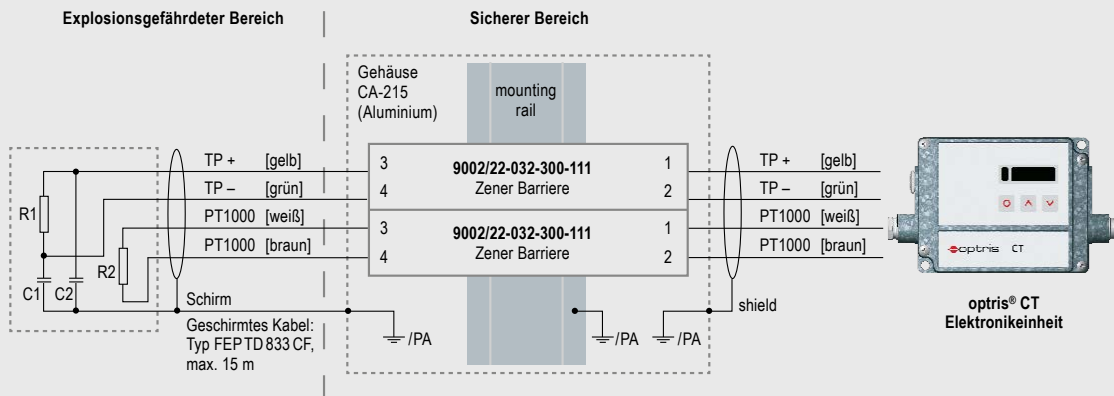 Explosionsgefährdeter Bereich
Sicherer Bereich
Gehäuse
CA-215
(Aluminium)
mounting
rail
TP + [gelb]
TP – [grün]
PT1000 [weiß]
PT1000 [braun]
R1
R2
C1
C2
3
4
9002/22-032-300-111
Zener Barriere
1
2
3
4
9002/22-032-300-111
Zener Barriere
1
2
TP + [gelb]
TP – [grün]
PT1000 [weiß]
PT1000 [braun]
optris CT
Schirm
Geschirmtes Kabel:
Typ FEP TD 833 CF,
max. 15 m
/PA
/PA
/PA
shield
optris® CT
Elektronikeinheit